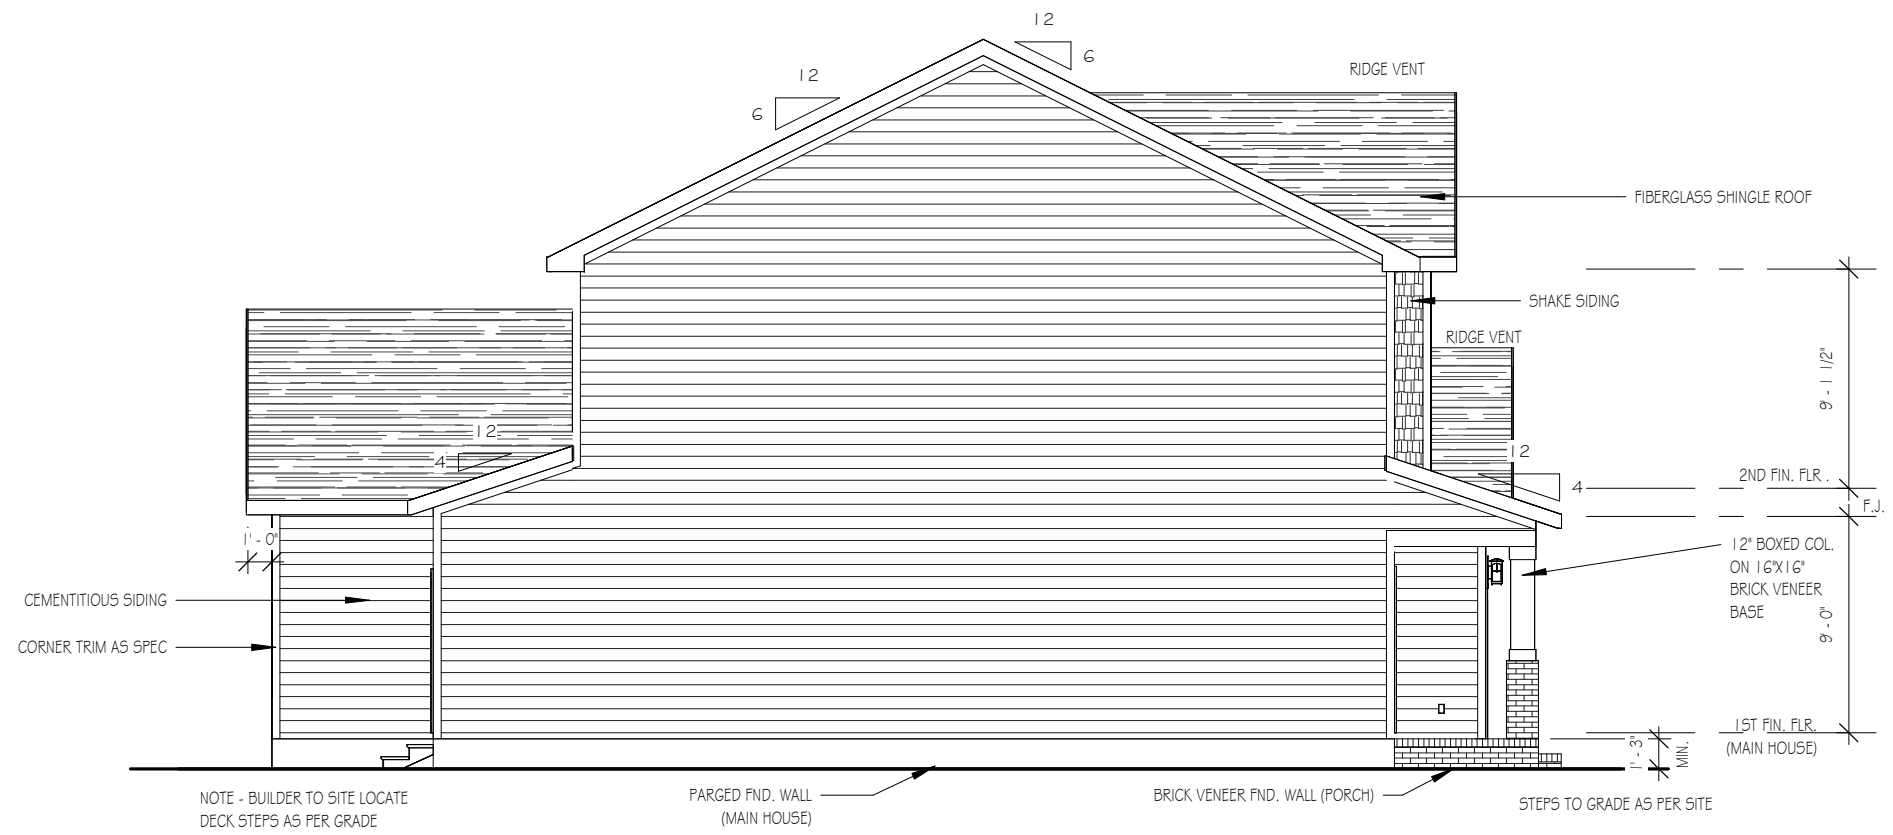 12
6
12
6
RIDGE VENT
FIBERGLASS SHINGLE ROOF
SHAKE SIDING
RIDGE VENT
9' - 1 1/2"
12
4
12
4
2ND FIN. FLR .
F.J.
1' - 0"
12" BOXED COL.
ON 16"X16"
BRICK VENEER
BASE
9' - 0"
CEMENTITIOUS SIDING
CORNER TRIM AS SPEC
1ST FIN. FLR.
(MAIN HOUSE)
1' - 3"
MIN.
NOTE - BUILDER TO SITE LOCATE
DECK STEPS AS PER GRADE
PARGED FND. WALL
(MAIN HOUSE)
BRICK VENEER FND. WALL (PORCH)
STEPS TO GRADE AS PER SITE